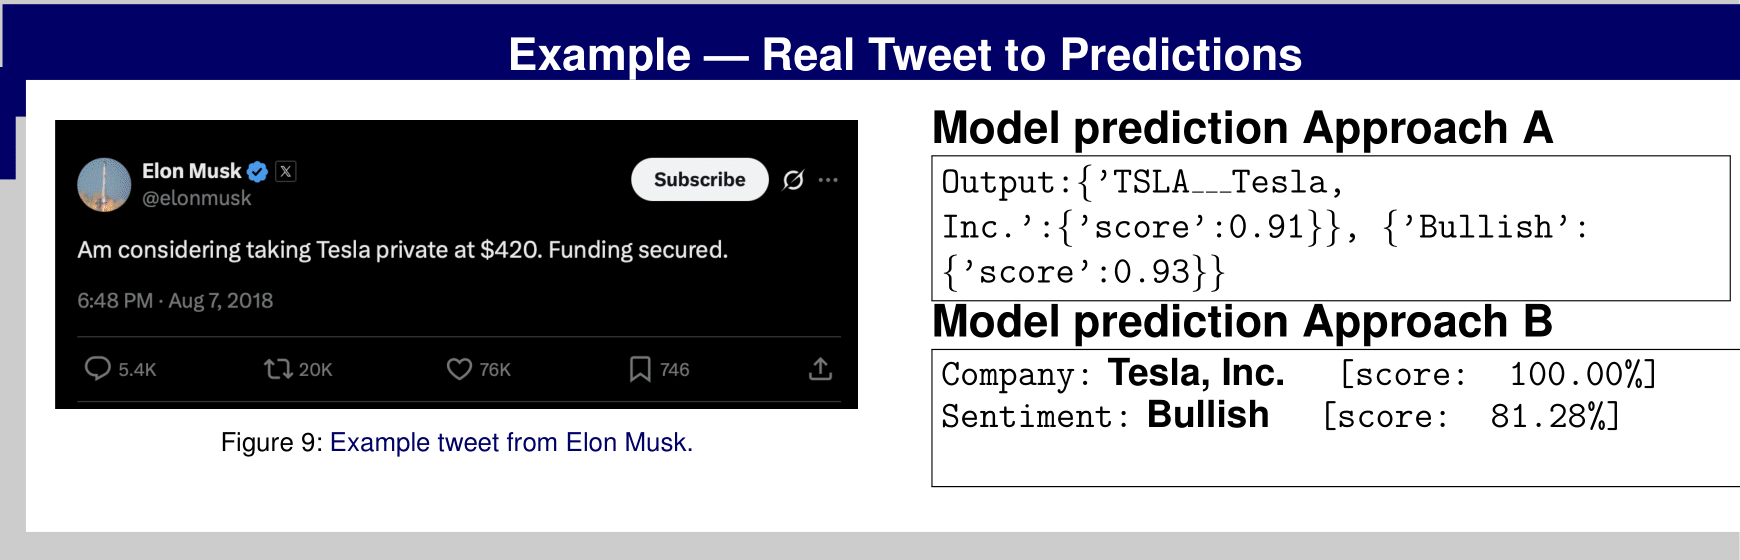 Example — Real Tweet to Predictions
Elon Musk
@elonmusk
Subscribe
Am considering taking Tesla private at $420. Funding secured.
6:48 PM · Aug 7, 2018
5.4K 20K 76K 746
Figure 9: Example tweet from Elon Musk.
Model prediction Approach A
Output:{'TSLA___Tesla,
Inc.':{'score':0.91}}, {'Bullish':
{'score':0.93}}
Model prediction Approach B
Company: Tesla, Inc. [score: 100.00%]
Sentiment: Bullish [score: 81.28%]